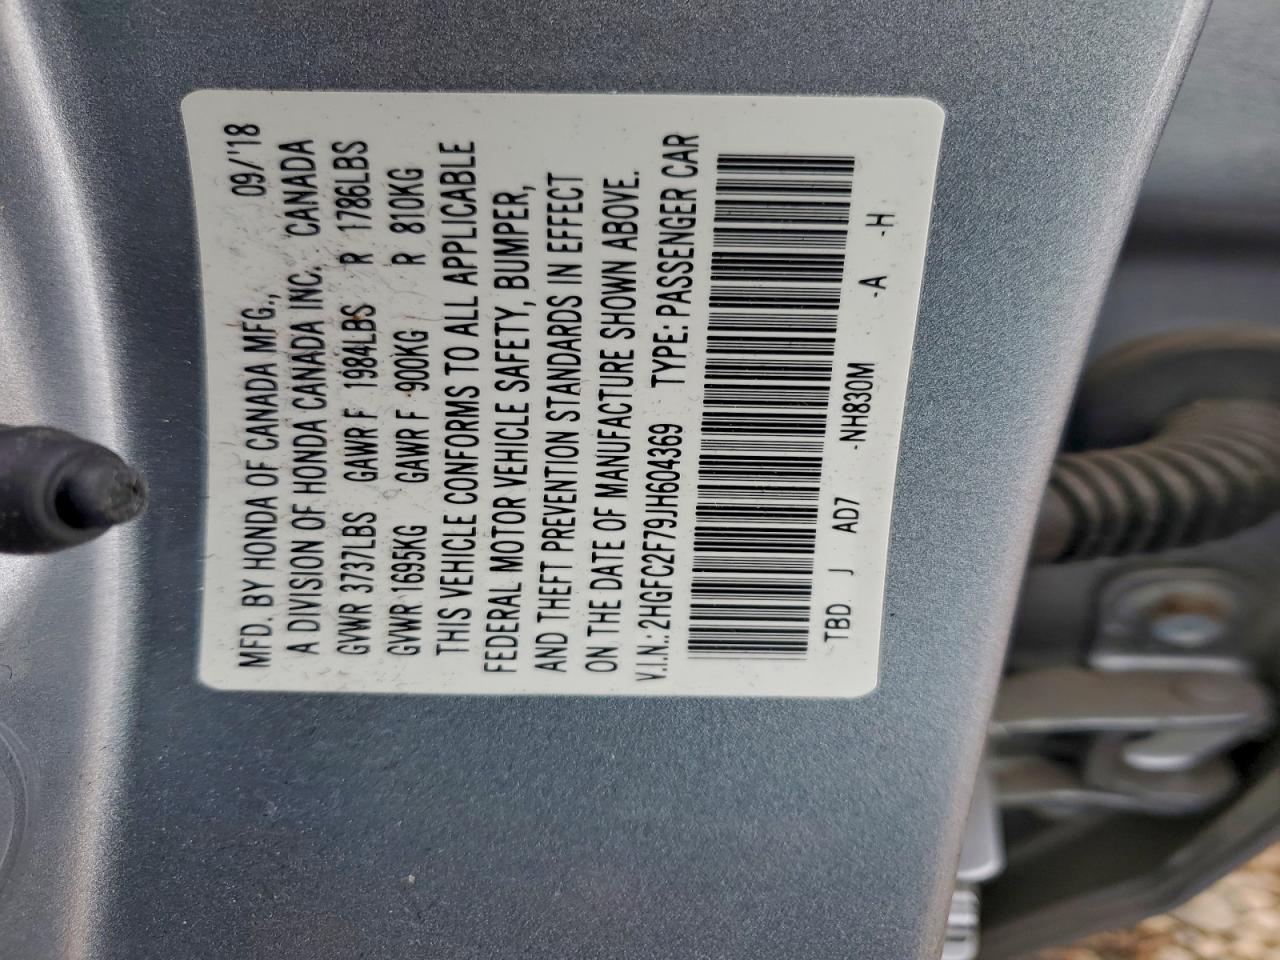 MFD. BY HONDA OF CANADA MFG., 09/'18
A DIVISION OF HONDA CANADA INC. CANADA
GVWR 3737LBS GAWR F 1984LBS R 1786LBS
GVWR 1695KG GAWR F 900KG R 810KG
THIS VEHICLE CONFORMS TO ALL APPLICABLE
FEDERAL MOTOR VEHICLE SAFETY, BUMPER,
AND THEFT PREVENTION STANDARDS IN EFFECT
ON THE DATE OF MANUFACTURE SHOWN ABOVE.
V.I.N.: 2HGFC2F79JH604369 TYPE: PASSENGER CAR
TBD J AD7 -NH830M -A -H